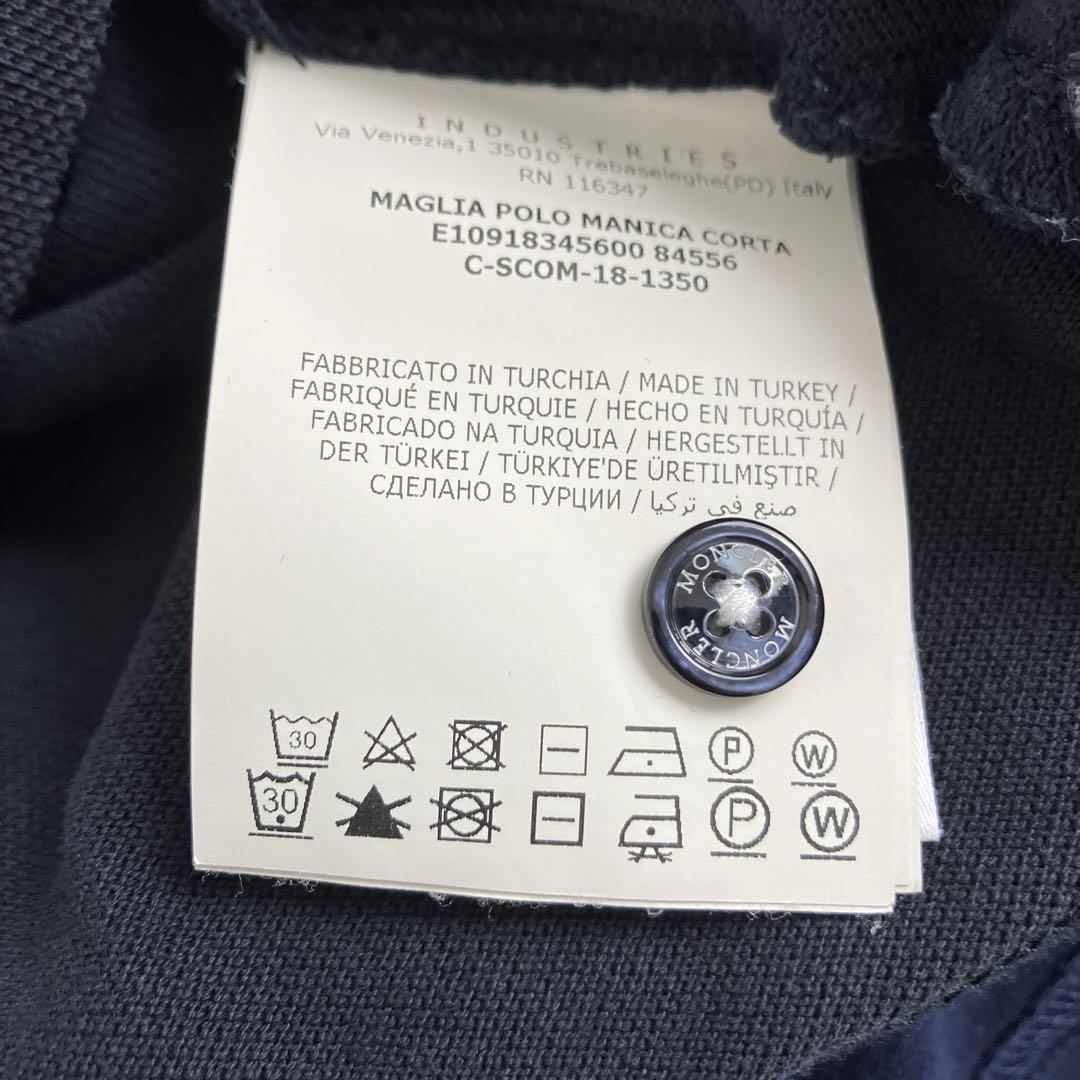 INDUSTRIES
Via Venezia,1 35010 Trebaseleghe(PD) Italy
RN 116347
MAGLIA POLO MANICA CORTA
E10918345600 84556
C-SCOM-18-1350
FABBRICATO IN TURCHIA / MADE IN TURKEY /
FABRIQUÉ EN TURQUIE / HECHO EN TURQUÍA /
FABRICADO NA TURQUIA / HERGESTELLT IN
DER TÜRKEI / TÜRKIYE'DE ÜRETILMIŞTIR /
СДЕЛАНО В ТУРЦИИ / صنع في تركيا
MONCLER
MONCLER
30 P W
30 P W